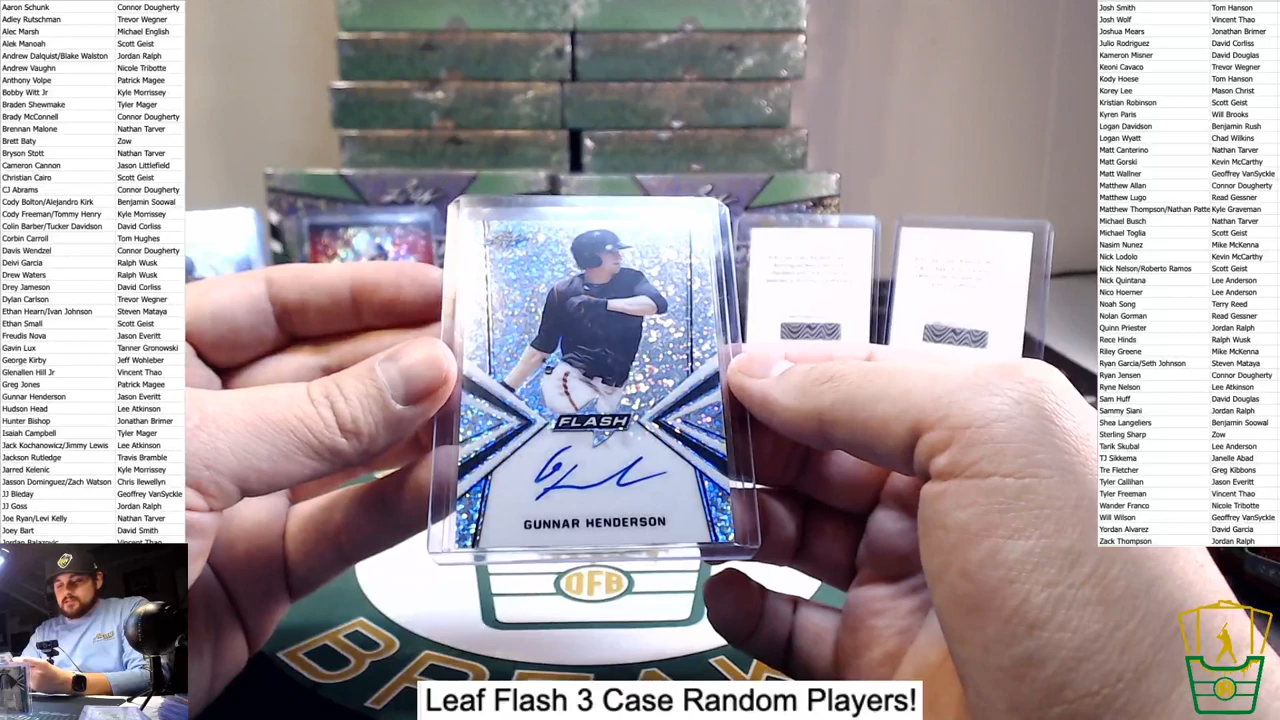 Aaron Schunk Connor Dougherty
Adley Rutschman Trevor Wegner
Alec Marsh Michael English
Alek Manoah Scott Geist
Andrew Dalquist/Blake Walston Jordan Ralph
Andrew Vaughn Nicole Tribotte
Anthony Volpe Patrick Magee
Bobby Witt Jr Kyle Morrissey
Braden Shewmake Tyler Mager
Brady McConnell Connor Dougherty
Brennan Malone Nathan Tarver
Brett Baty Zow
Bryson Stott Nathan Tarver
Cameron Cannon Jason Littlefield
Christian Cairo Scott Geist
CJ Abrams Connor Dougherty
Cody Bolton/Alejandro Kirk Benjamin Soowal
Cody Freeman/Tommy Henry Kyle Morrissey
Colin Barber/Tucker Davidson David Corliss
Corbin Carroll Tom Hughes
Davis Wendzel Connor Dougherty
Deivi Garcia Ralph Wusk
Drew Waters Ralph Wusk
Drey Jameson David Corliss
Dylan Carlson Trevor Wegner
Ethan Hearn/Ivan Johnson Steven Mataya
Ethan Small Scott Geist
Freudis Nova Jason Everitt
Gavin Lux Tanner Gronowski
George Kirby Jeff Wohleber
Glenallen Hill Jr Vincent Thao
Greg Jones Patrick Magee
Gunnar Henderson Jason Everitt
Hudson Head Lee Atkinson
Hunter Bishop Jonathan Brimer
Isaiah Campbell Tyler Mager
Jack Kochanowicz/Jimmy Lewis Lee Atkinson
Jackson Rutledge Travis Bramble
Jarred Kelenic Kyle Morrissey
Jasson Dominguez/Zach Watson Chris llewellyn
JJ Bleday Geoffrey VanSyckle
JJ Goss Jordan Ralph
Joe Ryan/Levi Kelly Nathan Tarver
Joey Bart David Smith
Jordan Balazovic Vincent Thao
FLASH
GUNNAR HENDERSON
OFB
BREAK
Leaf Flash 3 Case Random Players!
Josh Smith Tom Hanson
Josh Wolf Vincent Thao
Joshua Mears Jonathan Brimer
Julio Rodriguez David Corliss
Kameron Misner David Douglas
Keoni Cavaco Trevor Wegner
Kody Hoese Tom Hanson
Korey Lee Mason Christ
Kristian Robinson Scott Geist
Kyren Paris Will Brooks
Logan Davidson Benjamin Rush
Logan Wyatt Chad Wilkins
Matt Canterino Nathan Tarver
Matt Gorski Kevin McCarthy
Matt Wallner Geoffrey VanSyckle
Matthew Allan Connor Dougherty
Matthew Lugo Read Gessner
Matthew Thompson/Nathan Patte Kyle Graveman
Michael Busch Nathan Tarver
Michael Toglia Scott Geist
Nasim Nunez Mike McKenna
Nick Lodolo Kevin McCarthy
Nick Nelson/Roberto Ramos Scott Geist
Nick Quintana Lee Anderson
Nico Hoerner Lee Anderson
Noah Song Terry Reed
Nolan Gorman Read Gessner
Quinn Priester Jordan Ralph
Rece Hinds Ralph Wusk
Riley Greene Mike McKenna
Ryan Garcia/Seth Johnson Steven Mataya
Ryan Jensen Connor Dougherty
Ryne Nelson Lee Atkinson
Sam Huff David Douglas
Sammy Siani Jordan Ralph
Shea Langeliers Benjamin Soowal
Sterling Sharp Zow
Tarik Skubal Lee Anderson
TJ Sikkema Janelle Abad
Tre Fletcher Greg Kibbons
Tyler Callihan Jason Everitt
Tyler Freeman Vincent Thao
Wander Franco Nicole Tribotte
Will Wilson Geoffrey VanSyckle
Yordan Alvarez David Garcia
Zack Thompson Jordan Ralph